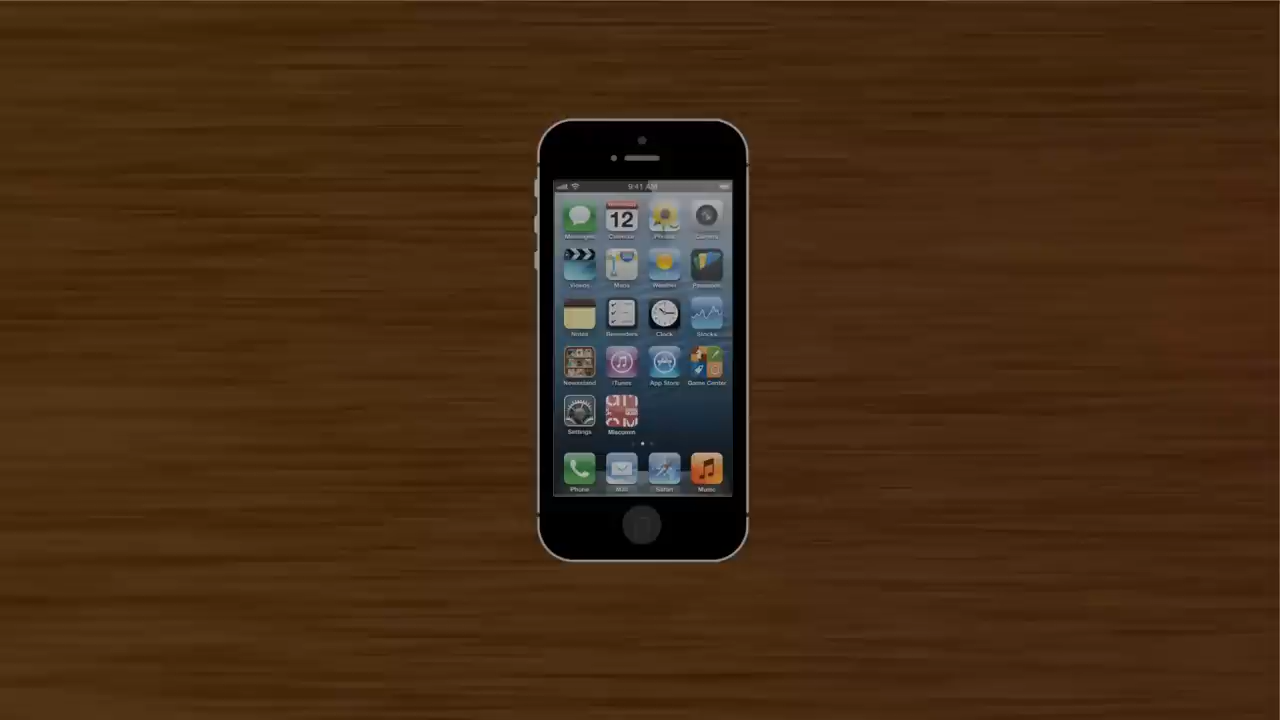 9:41 AM
12
Messages Calendar Photos Camera
Videos Maps Weather Passbook
Notes Reminders Clock Stocks
Newsstand iTunes App Store Game Center
Settings
Phone Mail Safari Music